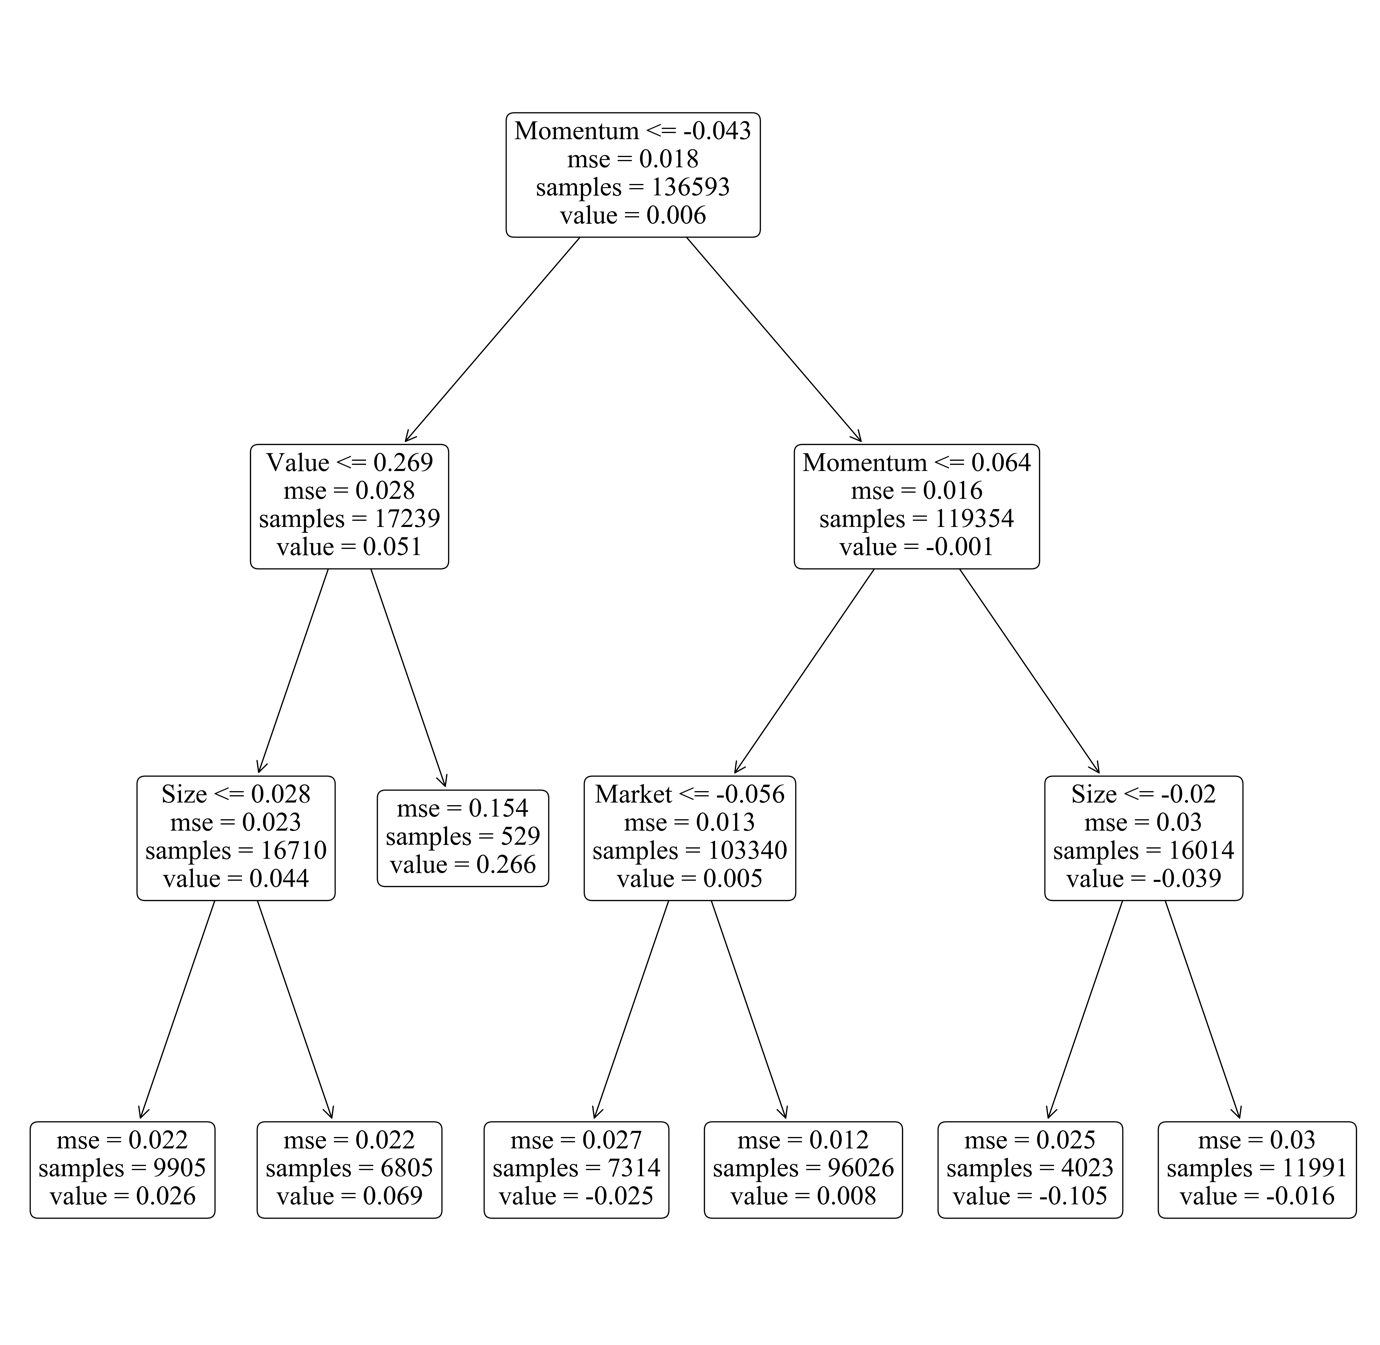 Momentum <= -0.043
mse = 0.018
samples = 136593
value = 0.006
Value <= 0.269
mse = 0.028
samples = 17239
value = 0.051
Momentum <= 0.064
mse = 0.016
samples = 119354
value = -0.001
Size <= 0.028
mse = 0.023
samples = 16710
value = 0.044
mse = 0.154
samples = 529
value = 0.266
Market <= -0.056
mse = 0.013
samples = 103340
value = 0.005
Size <= -0.02
mse = 0.03
samples = 16014
value = -0.039
mse = 0.022
samples = 9905
value = 0.026
mse = 0.022
samples = 6805
value = 0.069
mse = 0.027
samples = 7314
value = -0.025
mse = 0.012
samples = 96026
value = 0.008
mse = 0.025
samples = 4023
value = -0.105
mse = 0.03
samples = 11991
value = -0.016